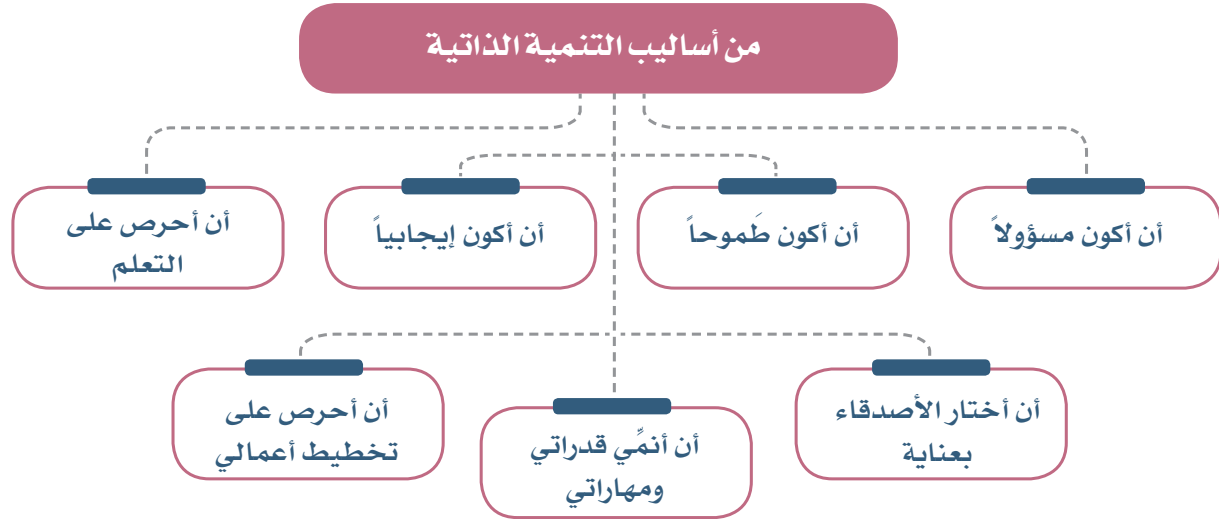 من أساليب التنمية الذاتية
أن أكون مسؤولاً
أن أكون طَموحاً
أن أكون إيجابياً
أن أحرص على
التعلم
أن أختار الأصدقاء
بعناية
أن أنمِّي قدراتي
ومهاراتي
أن أحرص على
تخطيط أعمالي